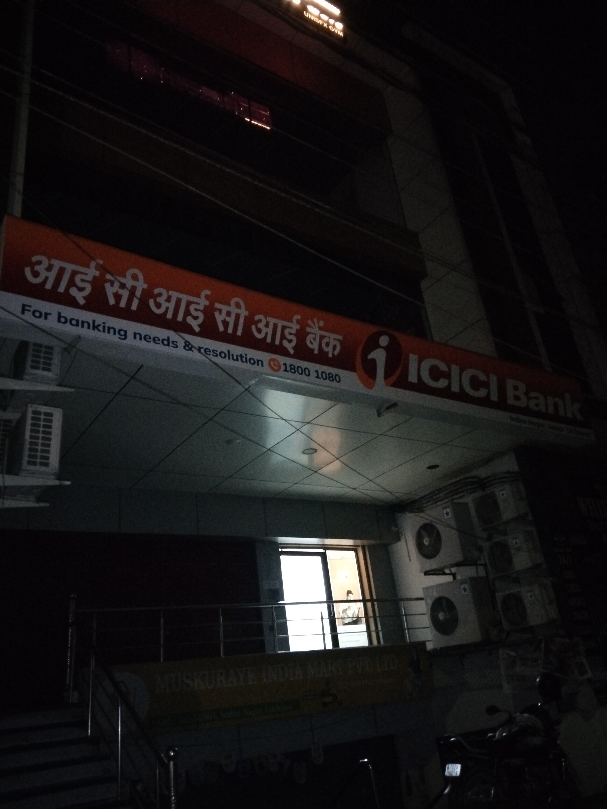 आई सी आई सी आई बैंक
For banking needs & resolution 1800 1080
i ICICI Bank
MUSKURAYE INDIA MART PVT. LTD.